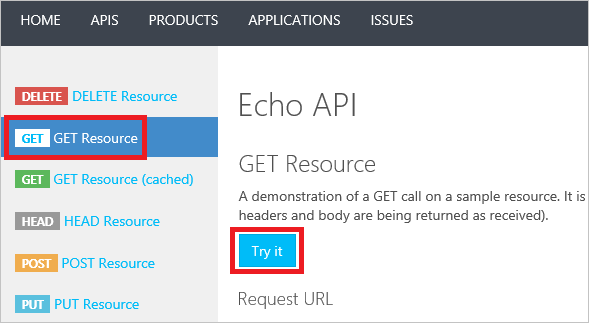 HOME APIS PRODUCTS APPLICATIONS ISSUES
DELETE DELETE Resource
GET GET Resource
GET GET Resource (cached)
HEAD HEAD Resource
POST POST Resource
PUT PUT Resource
Echo API
GET Resource
A demonstration of a GET call on a sample resource. It is
headers and body are being returned as received).
Try it
Request URL